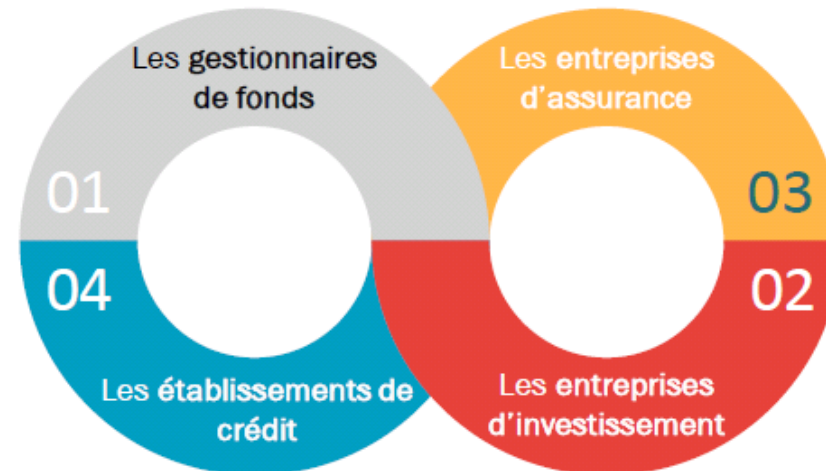 Les gestionnaires
de fonds
01
Les entreprises
d'assurance
03
04
Les établissements de
crédit
02
Les entreprises
d'investissement